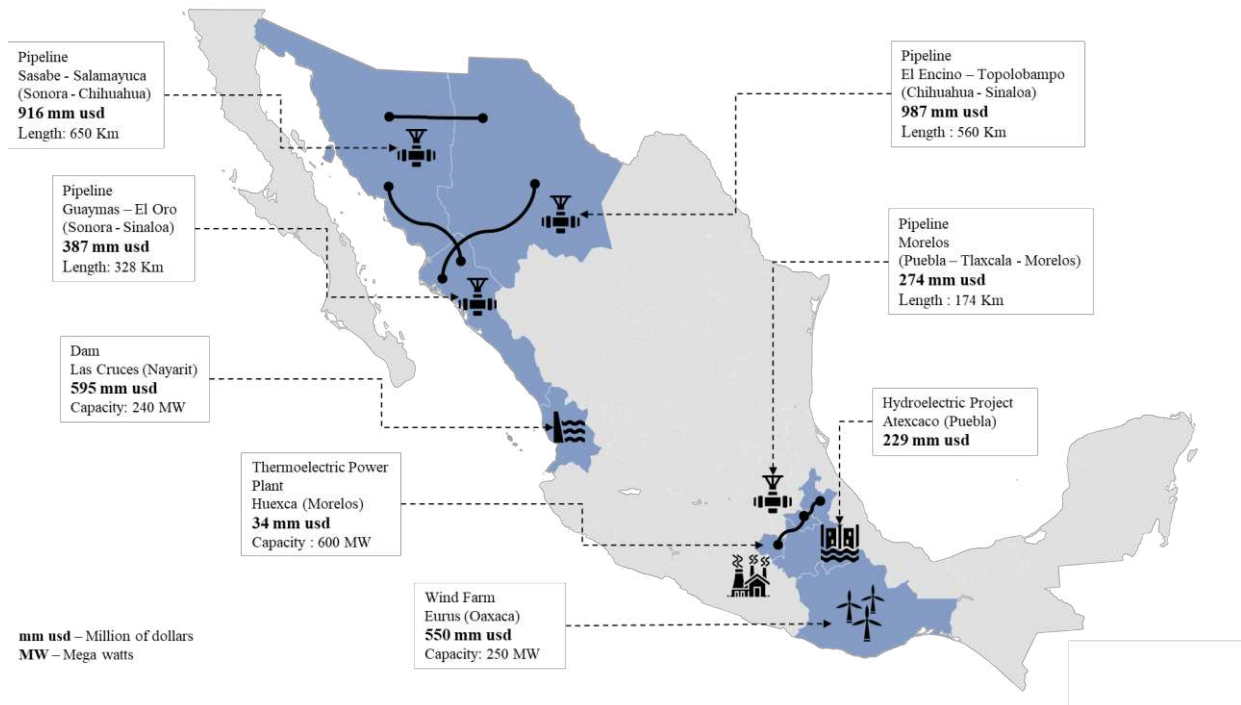 Pipeline
Sasabe - Salamayuca
(Sonora - Chihuahua)
916 mm usd
Length: 650 Km
Pipeline
El Encino – Topolobampo
(Chihuahua - Sinaloa)
987 mm usd
Length : 560 Km
Pipeline
Guaymas – El Oro
(Sonora - Sinaloa)
387 mm usd
Length: 328 Km
Pipeline
Morelos
(Puebla – Tlaxcala - Morelos)
274 mm usd
Length : 174 Km
Dam
Las Cruces (Nayarit)
595 mm usd
Capacity: 240 MW
Hydroelectric Project
Atexcaco (Puebla)
229 mm usd
Thermoelectric Power
Plant
Huexca (Morelos)
34 mm usd
Capacity : 600 MW
Wind Farm
Eurus (Oaxaca)
550 mm usd
Capacity: 250 MW
mm usd – Million of dollars
MW – Mega watts